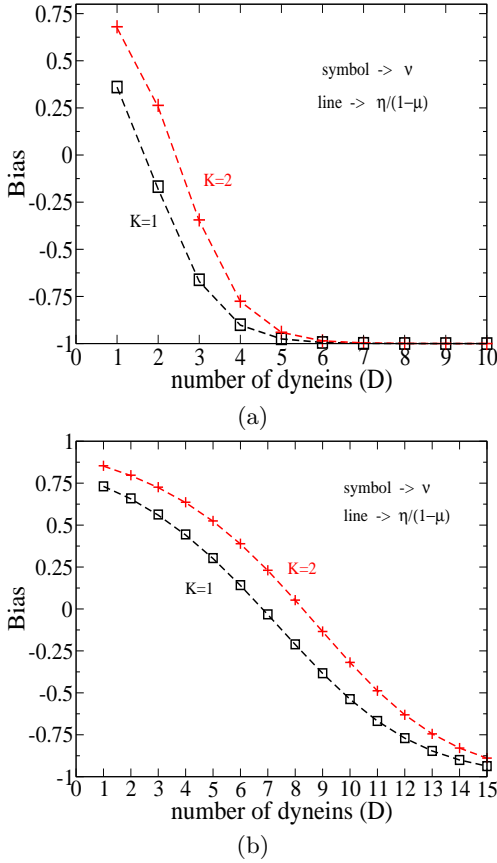 0.75
0.5
0.25
0
-0.25
-0.5
-0.75
-1
Bias
symbol -> ν
line -> η/(1−μ)
K=2
K=1
0 1 2 3 4 5 6 7 8 9 10
number of dyneins (D)
(a)
1
0.75
0.5
0.25
0
-0.25
-0.5
-0.75
-1
Bias
symbol -> ν
line -> η/(1−μ)
K=2
K=1
0 1 2 3 4 5 6 7 8 9 10 11 12 13 14 15
number of dyneins (D)
(b)